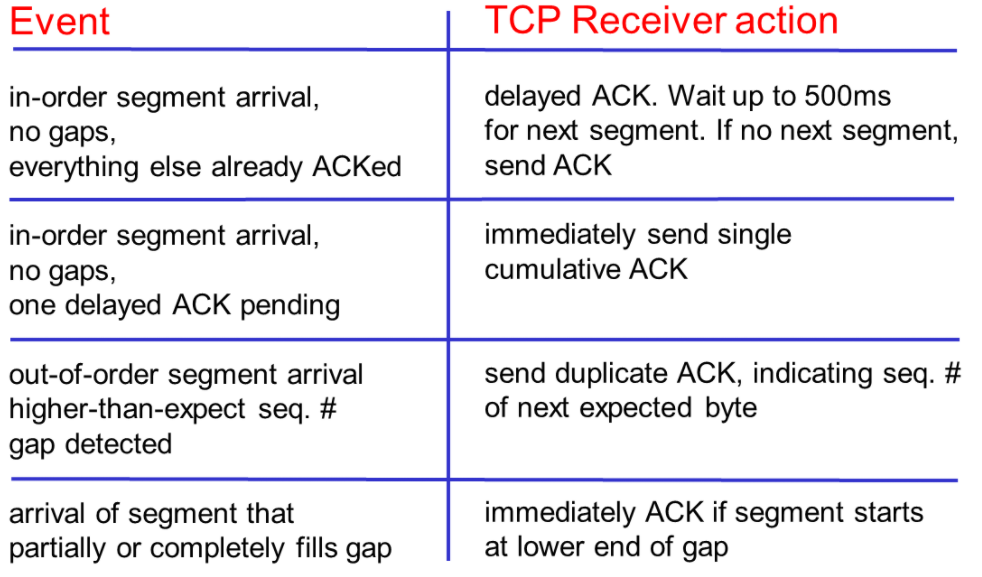 Event
TCP Receiver action
in-order segment arrival,
no gaps,
everything else already ACKed
delayed ACK. Wait up to 500ms
for next segment. If no next segment,
send ACK
in-order segment arrival,
no gaps,
one delayed ACK pending
immediately send single
cumulative ACK
out-of-order segment arrival
higher-than-expect seq. #
gap detected
send duplicate ACK, indicating seq. #
of next expected byte
arrival of segment that
partially or completely fills gap
immediately ACK if segment starts
at lower end of gap